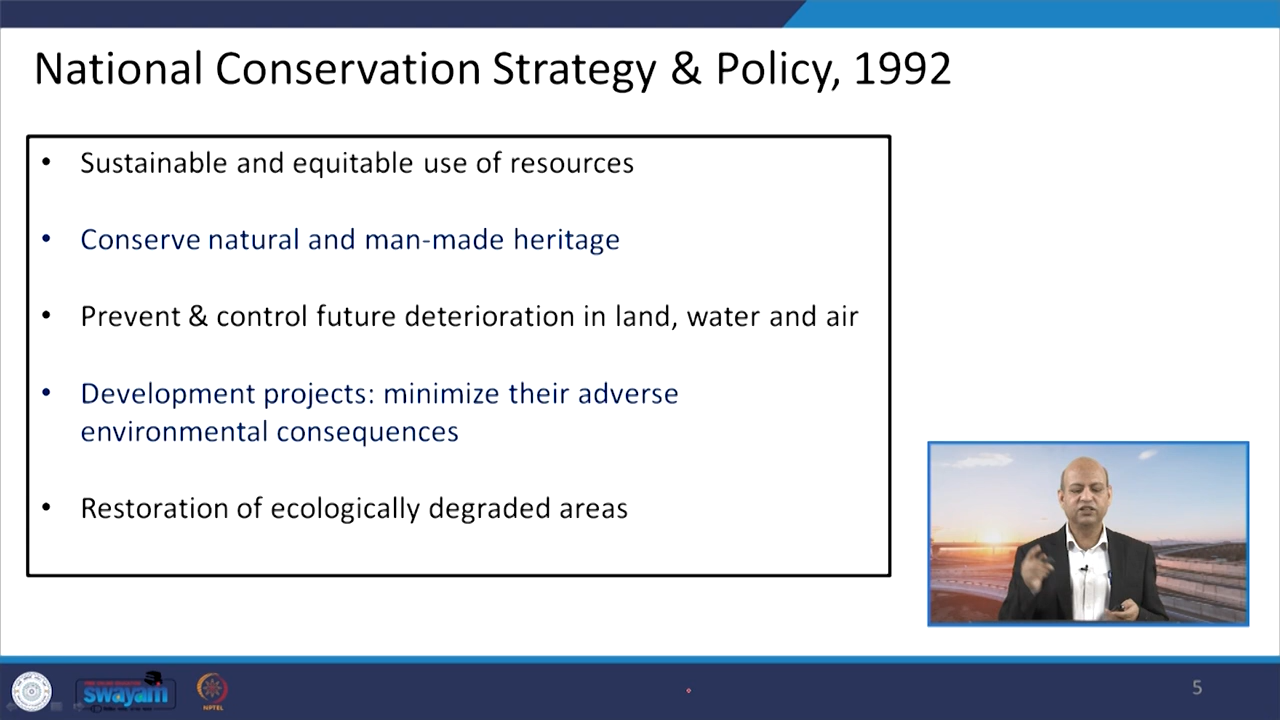 National Conservation Strategy & Policy, 1992
• Sustainable and equitable use of resources
• Conserve natural and man-made heritage
• Prevent & control future deterioration in land, water and air
• Development projects: minimize their adverse
environmental consequences
• Restoration of ecologically degraded areas
swayam
NPTEL
5